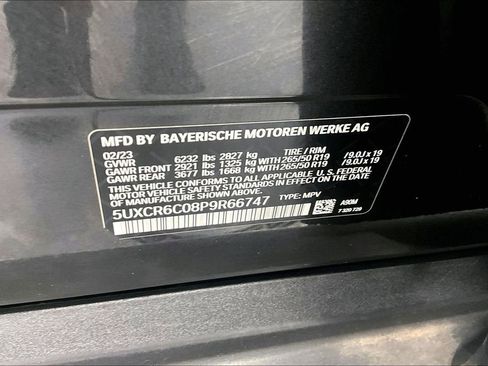 MFD BY BAYERISCHE MOTOREN WERKE AG
02/23 TIRE / RIM
GVWR 6232 lbs 2827 kg
GAWR FRONT 2921 lbs 1325 kg WITH 265/50 R19 /9.0J x 19
GAWR REAR 3677 lbs 1668 kg WITH 265/50 R19 /9.0J x 19
THIS VEHICLE CONFORMS TO ALL APPLICABLE U.S. FEDERAL
MOTOR VEHICLE SAFETY STANDARDS IN EFFECT ON THE DATE OF
MANUFACTURE SHOWN ABOVE.
5UXCR6C08P9R66747 TYPE: MPV
A90M
7 320 729